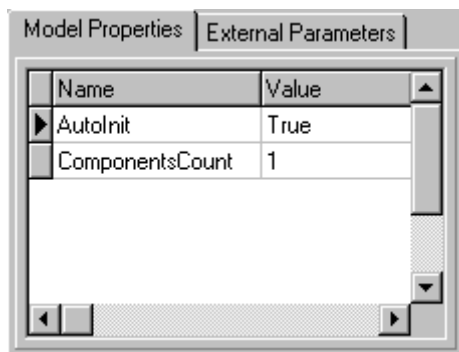 Model Properties External Parameters
Name Value
AutoInit True
ComponentsCount 1